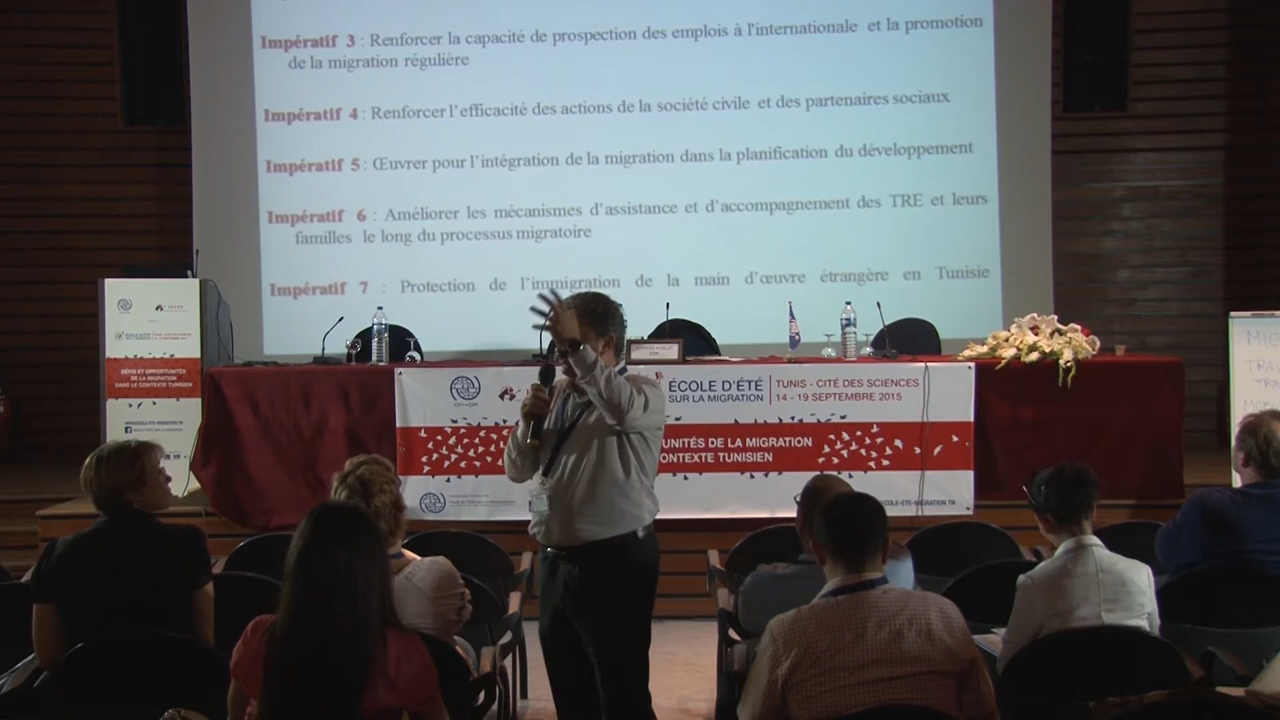 Impératif 3 : Renforcer la capacité de prospection des emplois à l'internationale et la promotion
de la migration régulière
Impératif 4 : Renforcer l'efficacité des actions de la société civile et des partenaires sociaux
Impératif 5 : Œuvrer pour l'intégration de la migration dans la planification du développement
Impératif 6 : Améliorer les mécanismes d'assistance et d'accompagnement des TRE et leurs
familles le long du processus migratoire
Impératif 7 : Protection de l'immigration de la main d'œuvre étrangère en Tunisie
DÉFIS ET OPPORTUNITÉS
DE LA MIGRATION
DANS LE CONTEXTE TUNISIEN
ÉCOLE D'ÉTÉ
SUR LA MIGRATION
TUNIS - CITÉ DES SCIENCES
14 - 19 SEPTEMBRE 2015
UNITÉS DE LA MIGRATION
CONTEXTE TUNISIEN
ECOLE-ETE-MIGRATION.TN